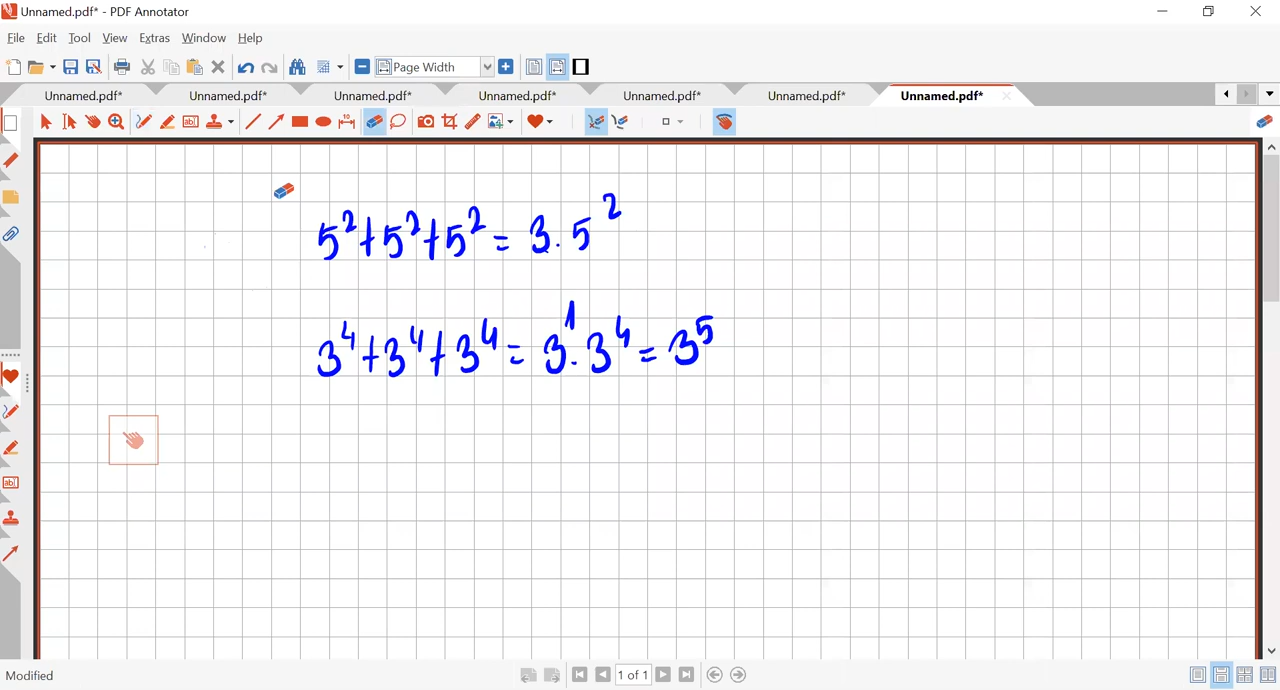 Unnamed.pdf* - PDF Annotator
File Edit Tool View Extras Window Help
Page Width
Unnamed.pdf* Unnamed.pdf* Unnamed.pdf* Unnamed.pdf* Unnamed.pdf* Unnamed.pdf* Unnamed.pdf*
5² + 5² + 5² = 3 . 5²
3⁴ + 3⁴ + 3⁴ = 3¹ . 3⁴ = 3⁵
Modified 1 of 1